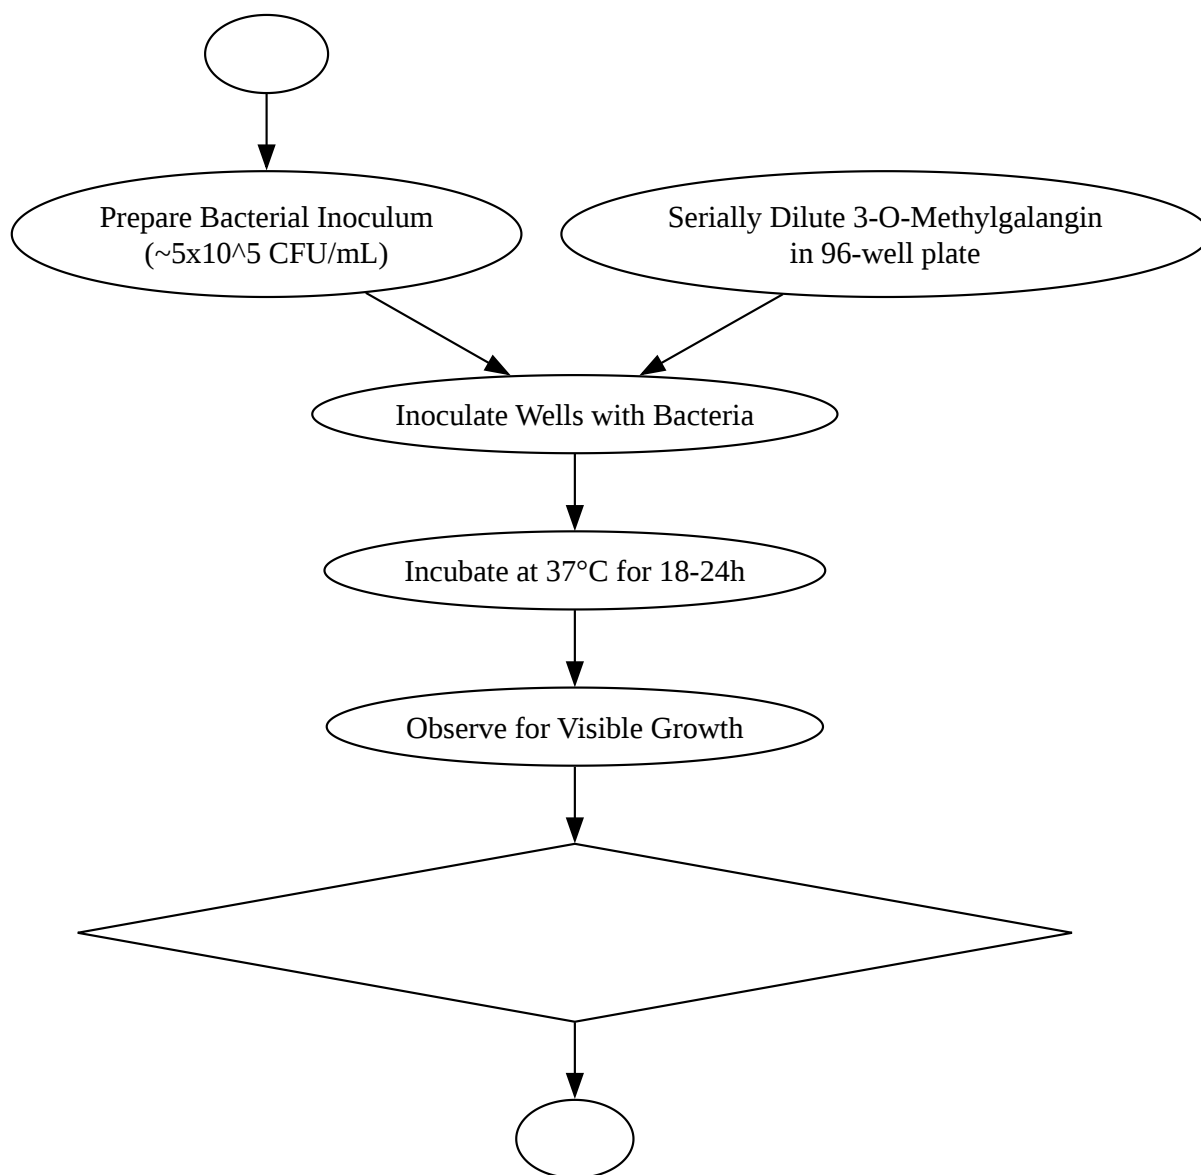 Prepare Bacterial Inoculum
(~5x10^5 CFU/mL)
Serially Dilute 3-O-Methylgalangin
in 96-well plate
Inoculate Wells with Bacteria
Incubate at 37°C for 18-24h
Observe for Visible Growth